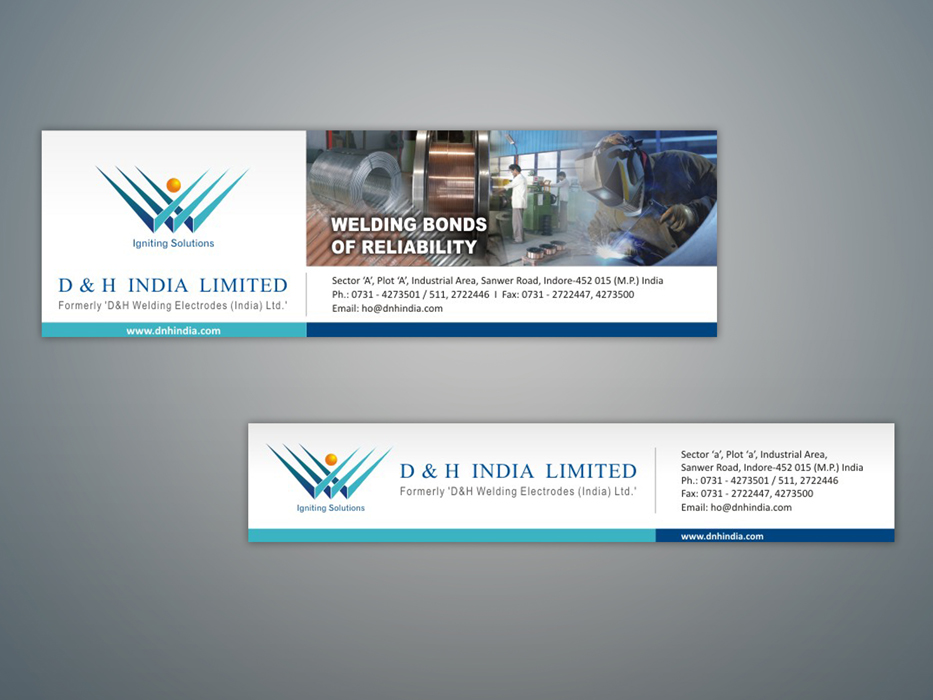 Igniting Solutions
D & H INDIA LIMITED
Formerly 'D&H Welding Electrodes (India) Ltd.'
www.dnhindia.com
WELDING BONDS
OF RELIABILITY
Sector ‘A’, Plot ‘A’, Industrial Area, Sanwer Road, Indore-452 015 (M.P.) India
Ph.: 0731 - 4273501 / 511, 2722446 I Fax: 0731 - 2722447, 4273500
Email: ho@dnhindia.com
Igniting Solutions
D & H INDIA LIMITED
Formerly 'D&H Welding Electrodes (India) Ltd.'
Sector ‘a’, Plot ‘a’, Industrial Area,
Sanwer Road, Indore-452 015 (M.P.) India
Ph.: 0731 - 4273501 / 511, 2722446
Fax: 0731 - 2722447, 4273500
Email: ho@dnhindia.com
www.dnhindia.com